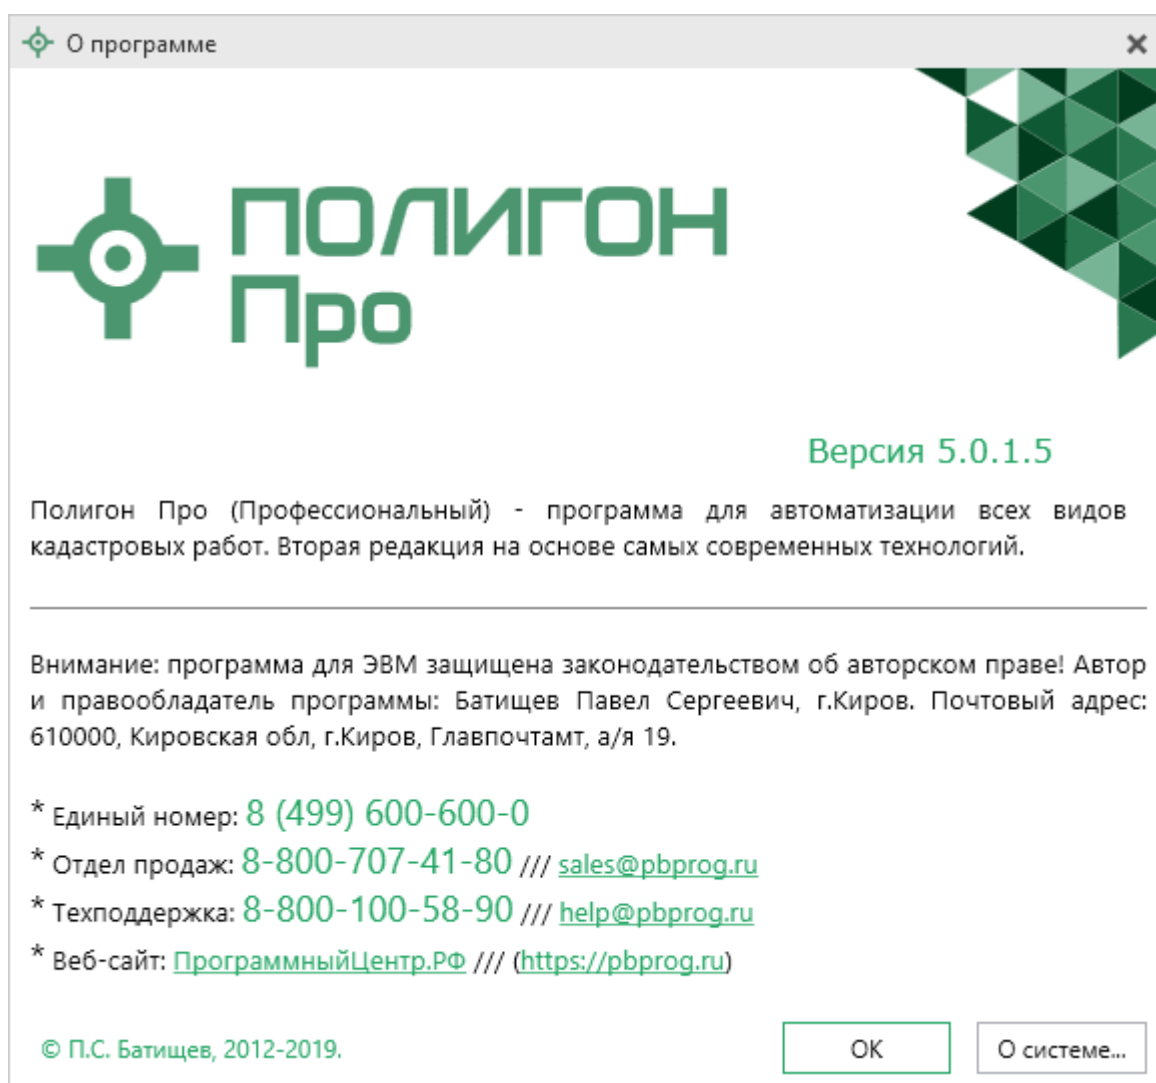 О программе
ПОЛИГОН
Про
Версия 5.0.1.5
Полигон Про (Профессиональный) - программа для автоматизации всех видов
кадастровых работ. Вторая редакция на основе самых современных технологий.
Внимание: программа для ЭВМ защищена законодательством об авторском праве! Автор
и правообладатель программы: Батищев Павел Сергеевич, г.Киров. Почтовый адрес:
610000, Кировская обл, г.Киров, Главпочтамт, а/я 19.
* Единый номер: 8 (499) 600-600-0
* Отдел продаж: 8-800-707-41-80 /// sales@pbprog.ru
* Техподдержка: 8-800-100-58-90 /// help@pbprog.ru
* Веб-сайт: ПрограммныйЦентр.РФ /// (https://pbprog.ru)
© П.С. Батищев, 2012-2019.
ОК
О системе...